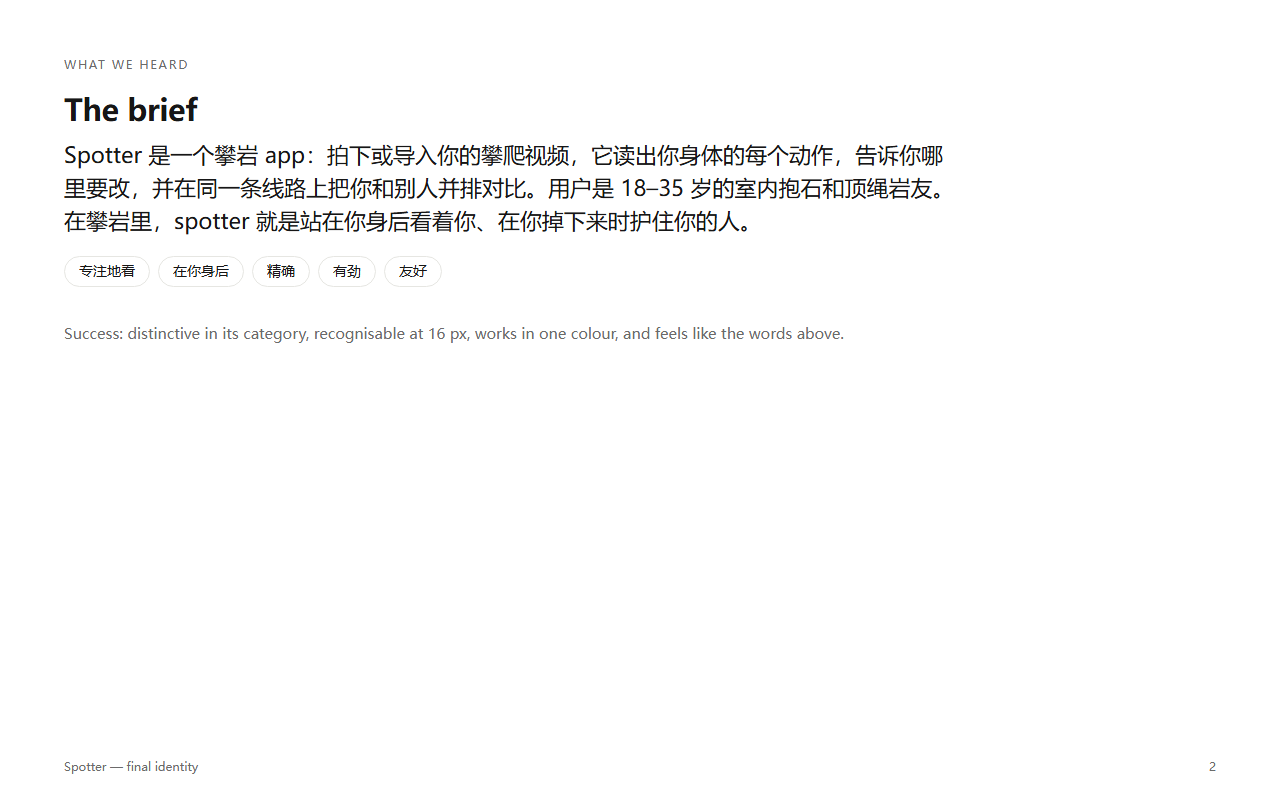 WHAT WE HEARD
The brief
Spotter 是一个攀岩 app：拍下或导入你的攀爬视频，它读出你身体的每个动作，告诉你哪
里要改，并在同一条线路上把你和别人并排对比。用户是 18–35 岁的室内抱石和顶绳岩友。
在攀岩里，spotter 就是站在你身后看着你、在你掉下来时护住你的人。
专注地看 在你身后 精确 有劲 友好
Success: distinctive in its category, recognisable at 16 px, works in one colour, and feels like the words above.
Spotter — final identity 2